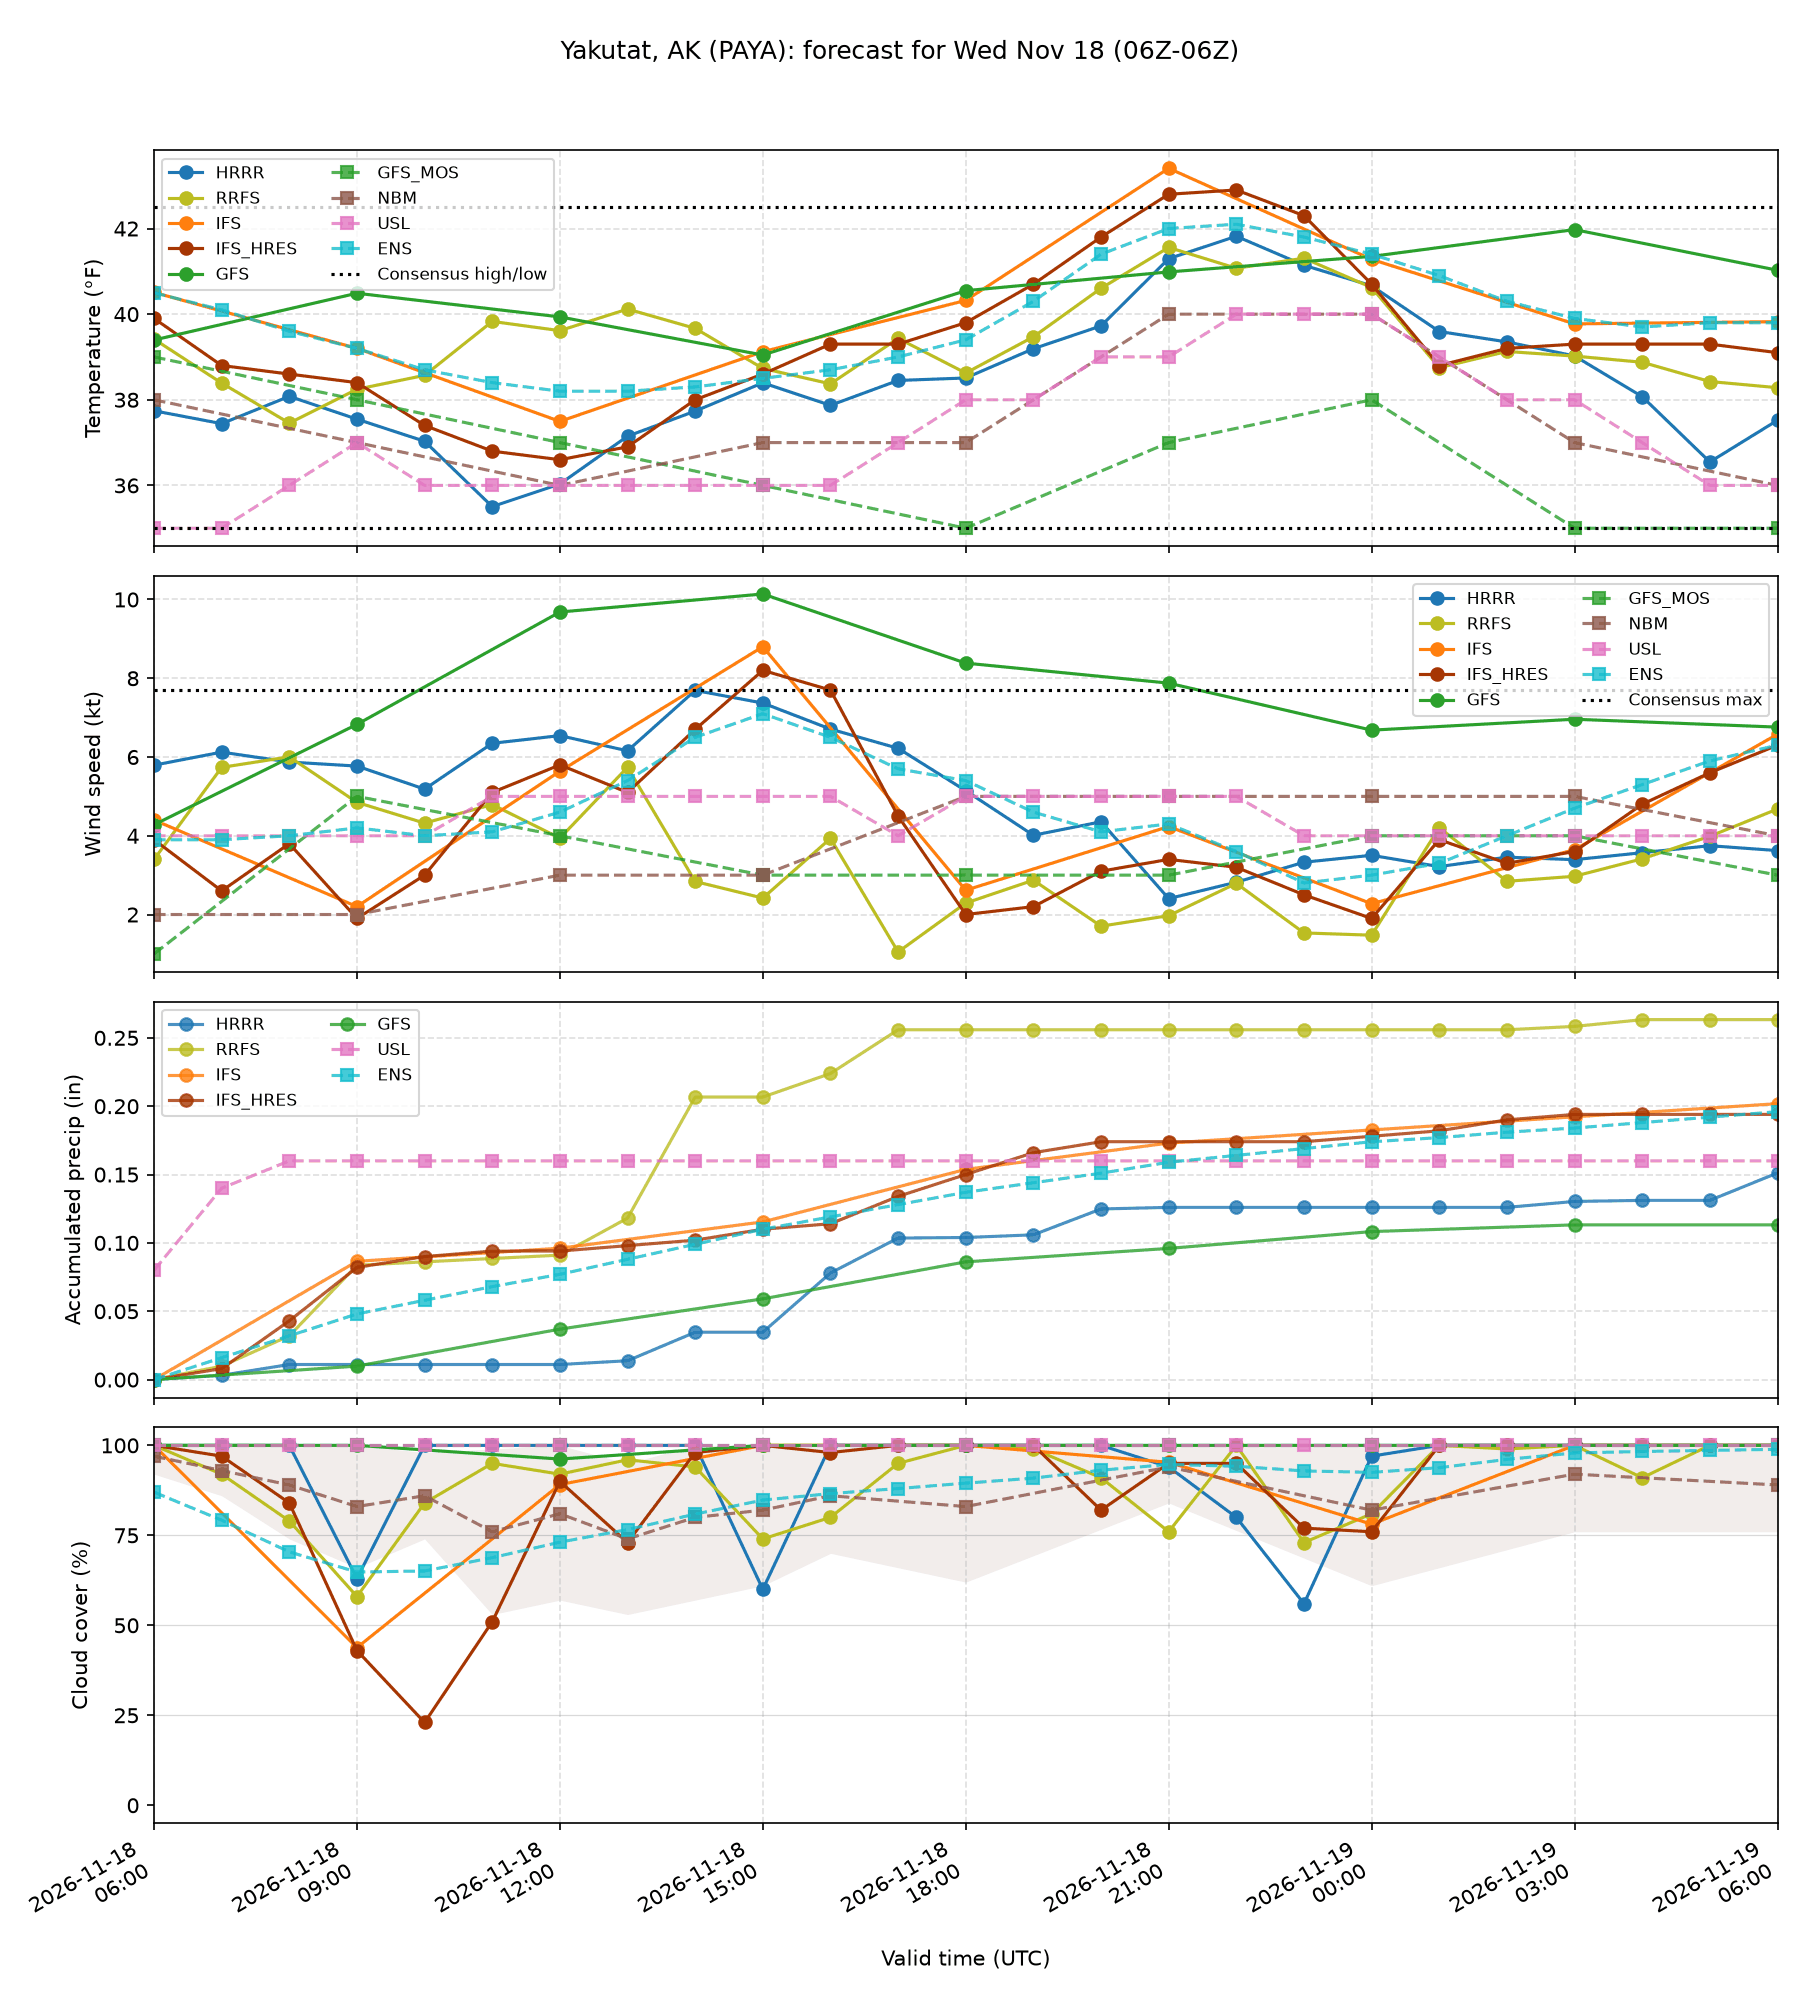 Yakutat, AK (PAYA): forecast for Wed Nov 18 (06Z-06Z)
Temperature (°F)
42
40
38
36
HRRR
RRFS
IFS
IFS_HRES
GFS
GFS_MOS
NBM
USL
ENS
Consensus high/low
Wind speed (kt)
10
8
6
4
2
HRRR
RRFS
IFS
IFS_HRES
GFS
GFS_MOS
NBM
USL
ENS
Consensus max
Accumulated precip (in)
0.25
0.20
0.15
0.10
0.05
0.00
HRRR
RRFS
IFS
IFS_HRES
GFS
USL
ENS
Cloud cover (%)
100
75
50
25
0
2026-11-18
06:00
2026-11-18
09:00
2026-11-18
12:00
2026-11-18
15:00
2026-11-18
18:00
2026-11-18
21:00
2026-11-19
00:00
2026-11-19
03:00
2026-11-19
06:00
Valid time (UTC)